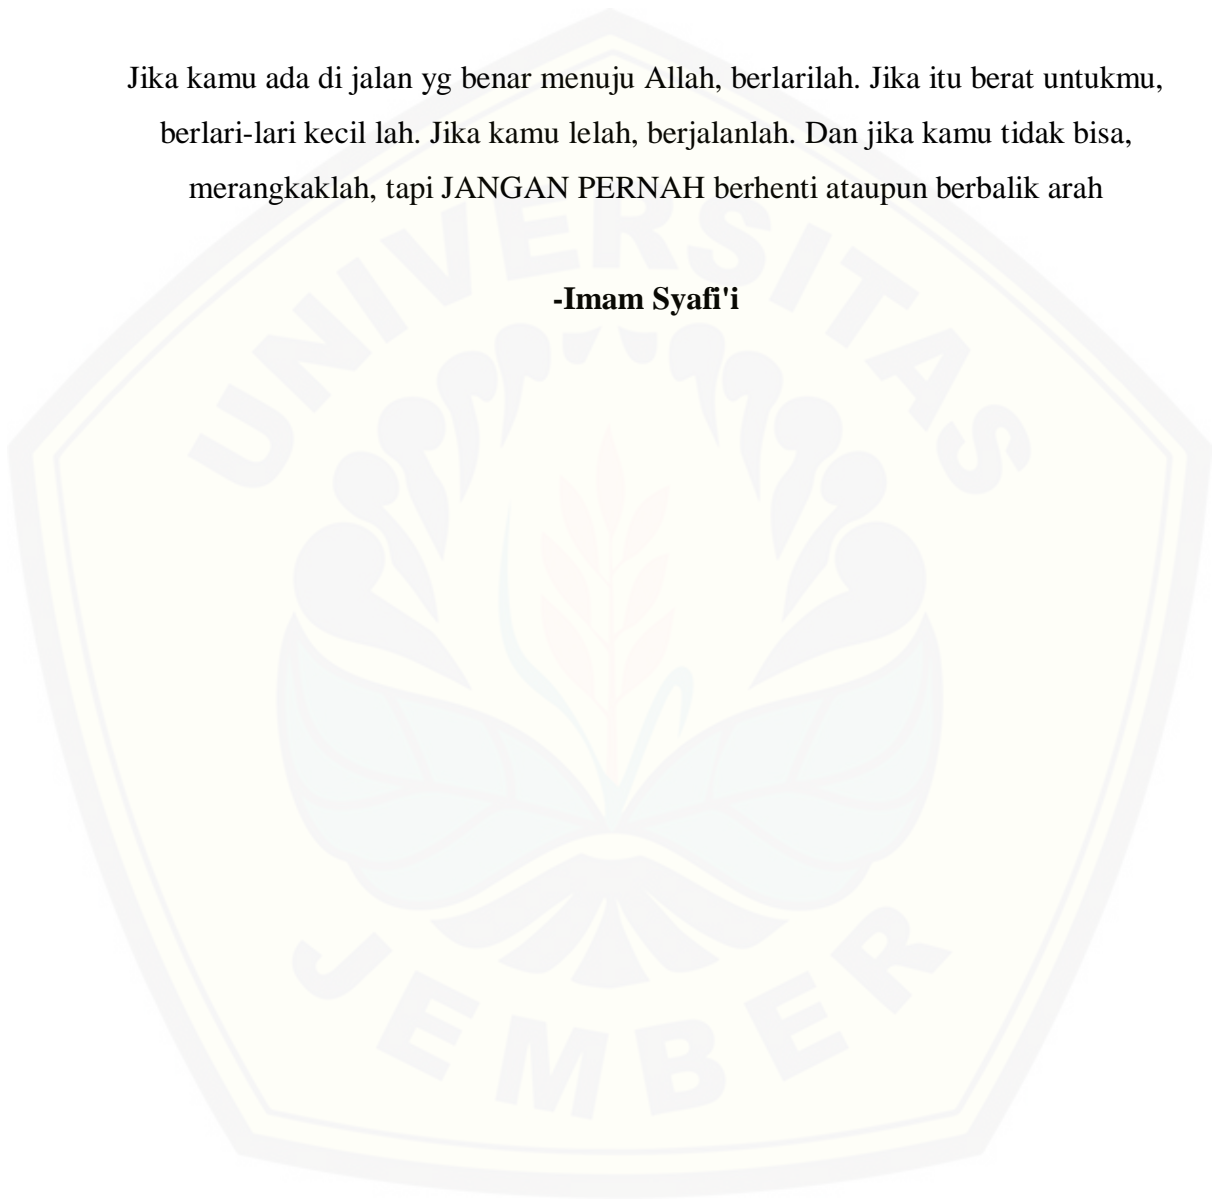 Jika kamu ada di jalan yg benar menuju Allah, berlarilah. Jika itu berat untukmu,
berlari-lari kecil lah. Jika kamu lelah, berjalanlah. Dan jika kamu tidak bisa,
merangkaklah, tapi JANGAN PERNAH berhenti ataupun berbalik arah
-Imam Syafi'i
UNIVERSITAS
JEMBER